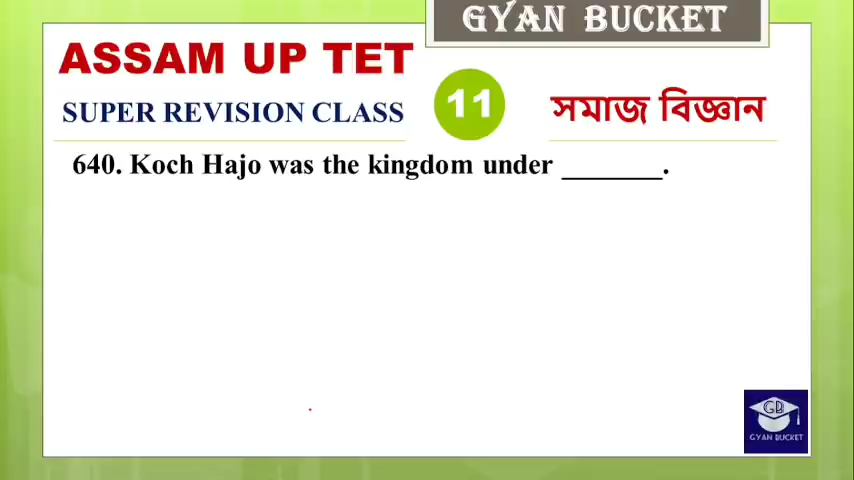 GYAN BUCKET
ASSAM UP TET
SUPER REVISION CLASS
11
সমাজ বিজ্ঞান
640. Koch Hajo was the kingdom under _______.
GB
GYAN BUCKET